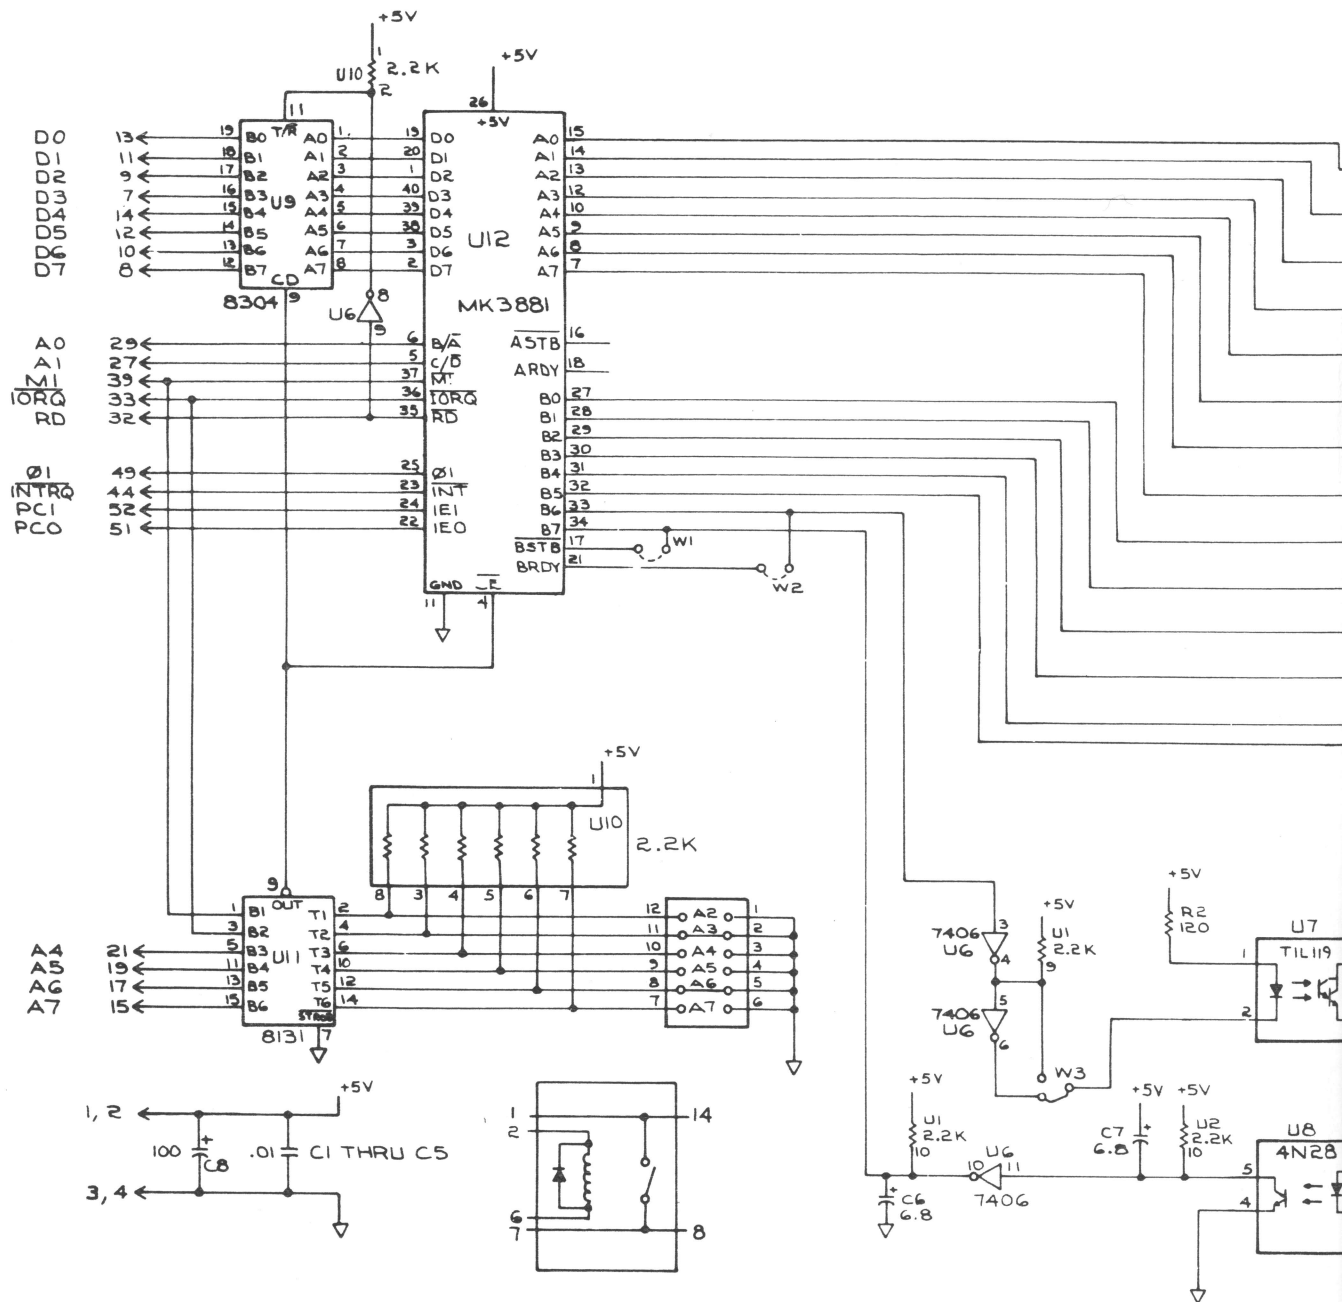 +5V
U10
1
2.2K
2
+5V
26
+5V
11
T/R̅
D0 13 19 B0 A0 1 19 D0 A0 15
D1 11 18 B1 A1 2 20 D1 A1 14
D2 9 17 B2 A2 3 1 D2 A2 13
D3 7 16 B3 A3 4 40 D3 A3 12
U9
D4 14 15 B4 A4 5 39 D4 A4 10
D5 12 14 B5 A5 6 38 D5 A5 9
U12
D6 10 13 B6 A6 7 3 D6 A6 8
D7 8 12 B7 A7 8 2 D7 A7 7
CD
8304 9
8
U6
9
MK3881
A0 29 6 B/A̅ ASTB 16
A1 27 5 C/D̅ ARDY 18
M1 39 37
IORQ 33 36 IORQ B0 27
RD 32 35 RD B1 28
B2 29
B3 30
Ø1 49 25 Ø1 B4 31
INTRQ 44 23 INT B5 32
PC1 52 24 IEI B6 33
PC0 51 22 IEO B7 34
BSTB 17 W1
BRDY 21
W2
GND
11 4
+5V
1
U10
2.2K
8 3 4 5 6 7
9
OUT
1 B1 T1 2 12 A2 1
3 B2 T2 4 11 A3 2
A4 21 5 B3 T3 6 10 A4 3
U11
A5 19 11 B4 T4 10 9 A5 4
A6 17 13 B5 T5 12 8 A6 5
A7 15 15 B6 T6 14 7 A7 6
STROB
8131 7
3
7406
U6
4
+5V
U1
2.2K
9
5
7406
U6
6
W3
+5V
R2
120
U7
TIL119
1
2
+5V
1, 2
100 +
C8
.01 C1 THRU C5
3, 4
1 14
2
6
7 8
+5V
U1
2.2K
10
C6 +
6.8
10 U6 11
7406
+5V
C7 +
6.8
+5V
U2
2.2K
10
U8
4N28
5
4